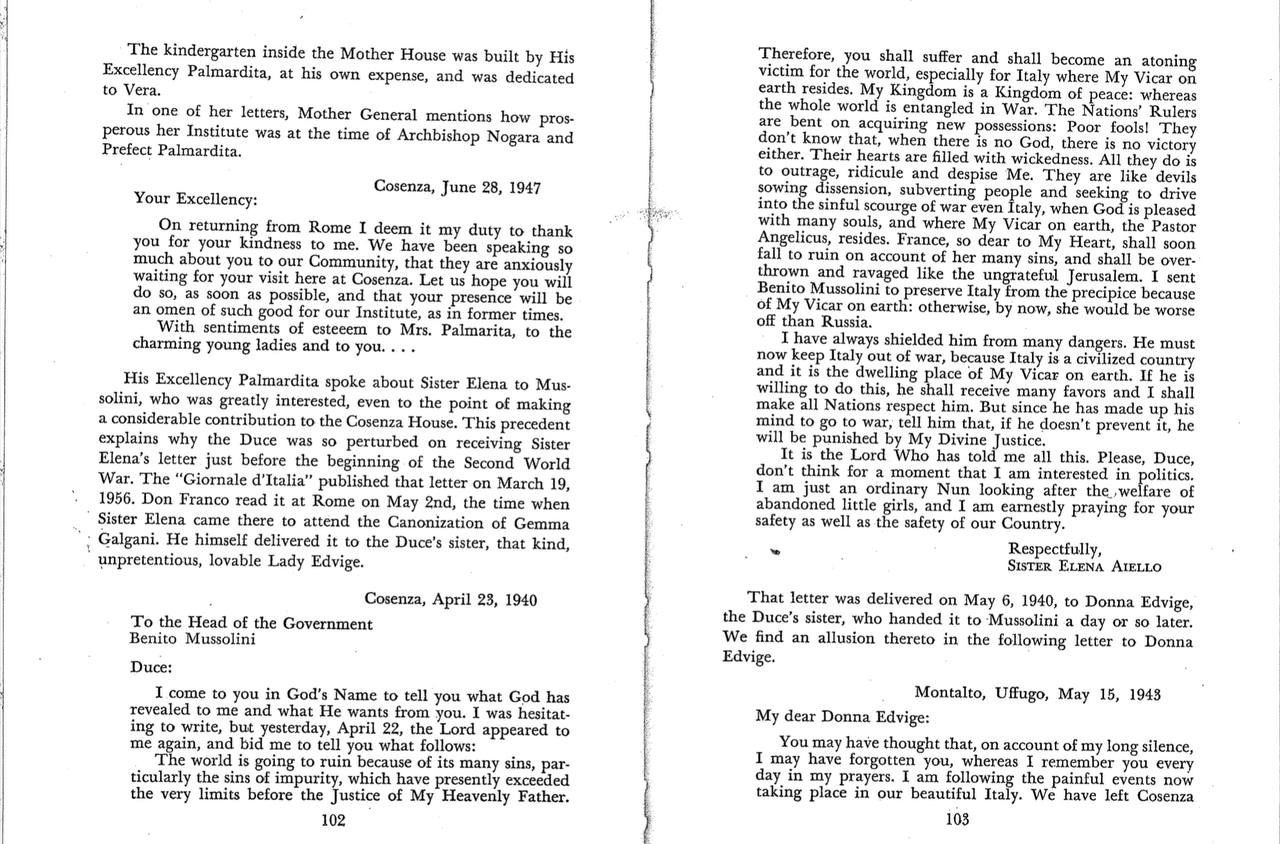 The kindergarten inside the Mother House was built by His
Excellency Palmardita, at his own expense, and was dedicated
to Vera.
In one of her letters, Mother General mentions how pros-
perous her Institute was at the time of Archbishop Nogara and
Prefect Palmardita.
Cosenza, June 28, 1947
Your Excellency:
On returning from Rome I deem it my duty to thank
you for your kindness to me. We have been speaking so
much about you to our Community, that they are anxiously
waiting for your visit here at Cosenza. Let us hope you will
do so, as soon as possible, and that your presence will be
an omen of such good for our Institute, as in former times.
With sentiments of esteeem to Mrs. Palmarita, to the
charming young ladies and to you. . . .
His Excellency Palmardita spoke about Sister Elena to Mus-
solini, who was greatly interested, even to the point of making
a considerable contribution to the Cosenza House. This precedent
explains why the Duce was so perturbed on receiving Sister
Elena's letter just before the beginning of the Second World
War. The "Giornale d'Italia" published that letter on March 19,
1956. Don Franco read it at Rome on May 2nd, the time when
Sister Elena came there to attend the Canonization of Gemma
Galgani. He himself delivered it to the Duce's sister, that kind,
unpretentious, lovable Lady Edvige.
Cosenza, April 23, 1940
To the Head of the Government
Benito Mussolini
Duce:
I come to you in God's Name to tell you what God has
revealed to me and what He wants from you. I was hesitat-
ing to write, but yesterday, April 22, the Lord appeared to
me again, and bid me to tell you what follows:
The world is going to ruin because of its many sins, par-
ticularly the sins of impurity, which have presently exceeded
the very limits before the Justice of My Heavenly Father.
102
Therefore, you shall suffer and shall become an atoning
victim for the world, especially for Italy where My Vicar on
earth resides. My Kingdom is a Kingdom of peace: whereas
the whole world is entangled in War. The Nations' Rulers
are bent on acquiring new possessions: Poor fools! They
don't know that, when there is no God, there is no victory
either. Their hearts are filled with wickedness. All they do is
to outrage, ridicule and despise Me. They are like devils
sowing dissension, subverting people and seeking to drive
into the sinful scourge of war even Italy, when God is pleased
with many souls, and where My Vicar on earth, the Pastor
Angelicus, resides. France, so dear to My Heart, shall soon
fall to ruin on account of her many sins, and shall be over-
thrown and ravaged like the ungrateful Jerusalem. I sent
Benito Mussolini to preserve Italy from the precipice because
of My Vicar on earth: otherwise, by now, she would be worse
off than Russia.
I have always shielded him from many dangers. He must
now keep Italy out of war, because Italy is a civilized country
and it is the dwelling place of My Vicar on earth. If he is
willing to do this, he shall receive many favors and I shall
make all Nations respect him. But since he has made up his
mind to go to war, tell him that, if he doesn't prevent it, he
will be punished by My Divine Justice.
It is the Lord Who has told me all this. Please, Duce,
don't think for a moment that I am interested in politics.
I am just an ordinary Nun looking after the welfare of
abandoned little girls, and I am earnestly praying for your
safety as well as the safety of our Country.
Respectfully,
SISTER ELENA AIELLO
That letter was delivered on May 6, 1940, to Donna Edvige,
the Duce's sister, who handed it to Mussolini a day or so later.
We find an allusion thereto in the following letter to Donna
Edvige.
Montalto, Uffugo, May 15, 1943
My dear Donna Edvige:
You may have thought that, on account of my long silence,
I may have forgotten you, whereas I remember you every
day in my prayers. I am following the painful events now
taking place in our beautiful Italy. We have left Cosenza
103